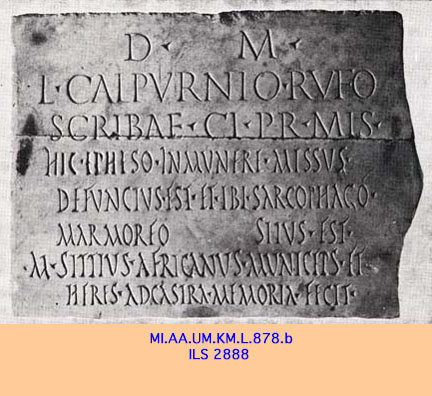 D · M ·
L · CALPVRNIO · RVFO
SCRIBAE · CL · P R · MIS ·
HIC · EPHESO · IN MVNERE · MISSVS
DEFVNCTVS · EST · ET · IBI · SARCOPHAGO ·
MARMOREO SITVS · EST ·
· M · SITTIVS · AFRICANVS · MVNICEPS · ET ·
HERES · AD CASTRA · MEMORIA · FECIT ·
MI.AA.UM.KM.L.878.b
ILS 2888